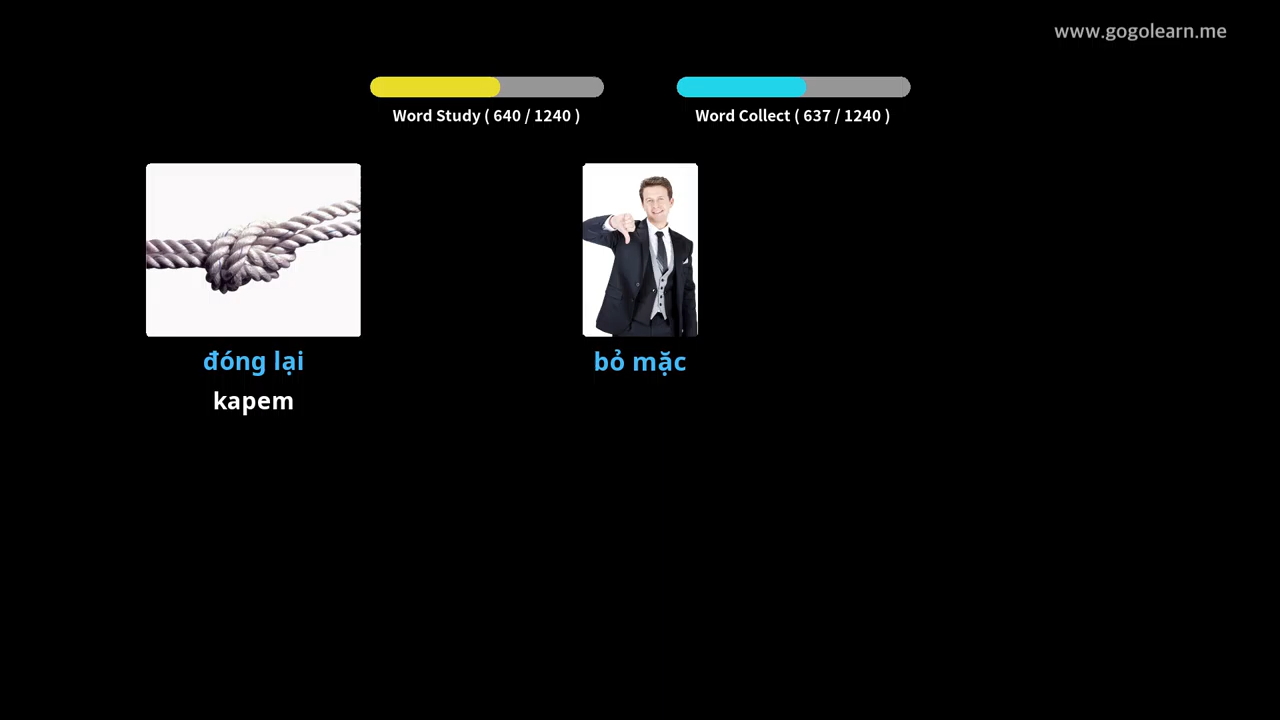 www.gogolearn.me
Word Study ( 640 / 1240 )
Word Collect ( 637 / 1240 )
đóng lại
kapem
bỏ mặc